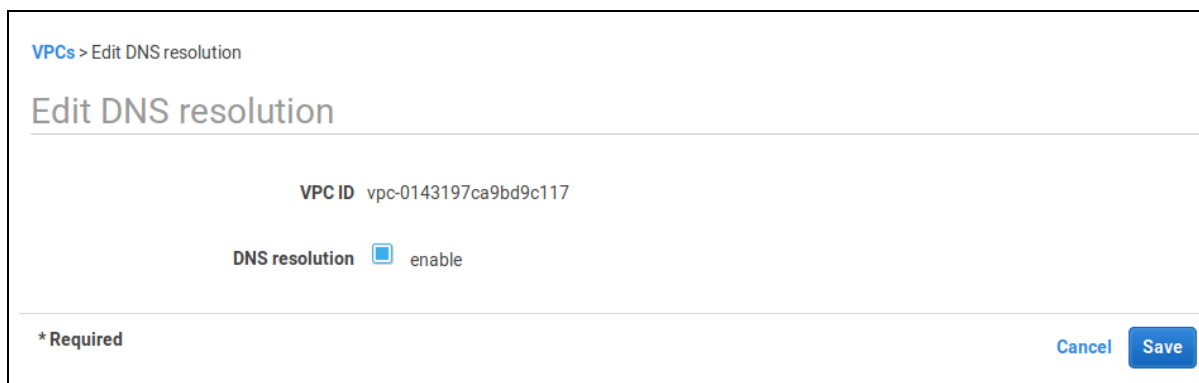 VPCs > Edit DNS resolution
Edit DNS resolution
VPC ID vpc-0143197ca9bd9c117
DNS resolution enable
* Required
Cancel Save